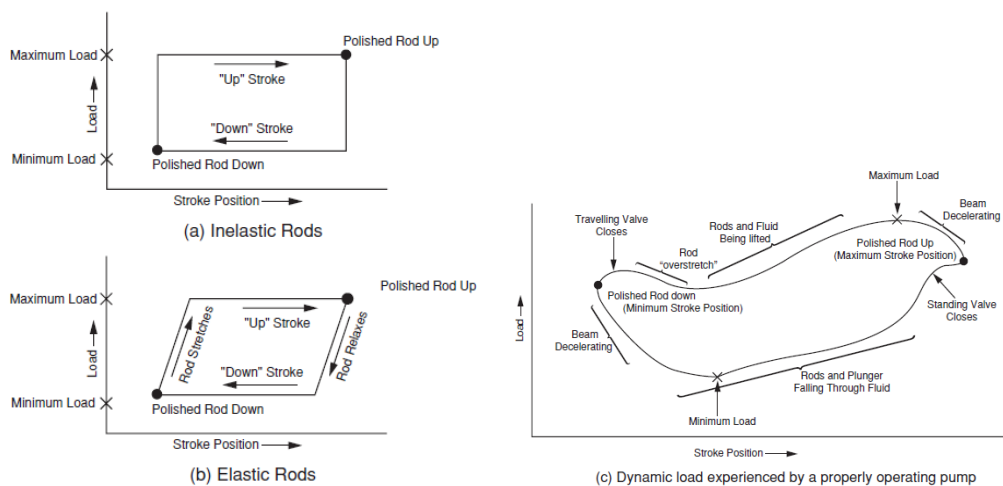 Polished Rod Up
Maximum Load
"Up" Stroke
Load
"Down" Stroke
Minimum Load
Polished Rod Down
Stroke Position
(a) Inelastic Rods
Polished Rod Up
Maximum Load
"Up" Stroke
Rod Stretches
Rod Relaxes
Load
"Down" Stroke
Minimum Load
Polished Rod Down
Stroke Position
(b) Elastic Rods
Maximum Load
Beam
Decelerating
Travelling Valve
Closes
Rods and Fluid
Being lifted
Rod
"overstretch"
Polished Rod Up
(Maximum Stroke Position)
Polished Rod down
(Minimum Stroke Position)
Standing Valve
Closes
Load
Beam
Decelerating
Rods and Plunger
Falling Through Fluid
Minimum Load
Stroke Position
(c) Dynamic load experienced by a properly operating pump